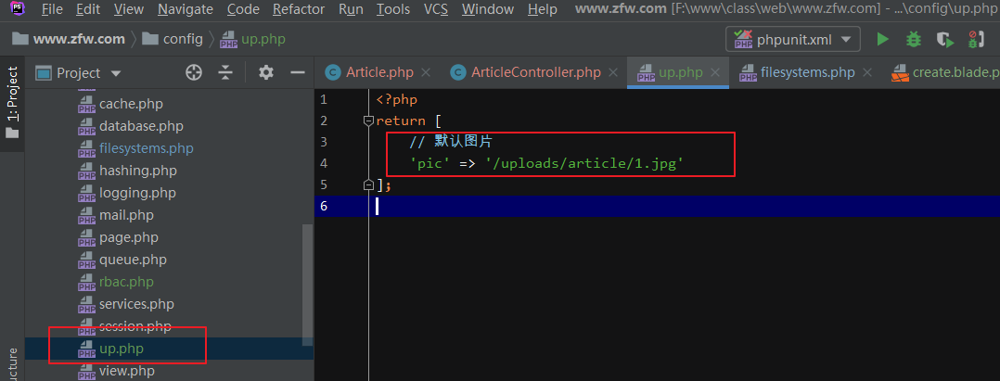 File Edit View Navigate Code Refactor Run Tools VCS Window Help www.zfw.com [F:\www\class\web\www.zfw.com] - ...\config\up.php
www.zfw.com config up.php phpunit.xml
1: Project
Project
Article.php ArticleController.php up.php filesystems.php create.blade.p
cache.php
database.php
filesystems.php
hashing.php
logging.php
mail.php
page.php
queue.php
rbac.php
services.php
session.php
up.php
view.php
ucture
1 <?php
2 return [
3 // 默认图片
4 'pic' => '/uploads/article/1.jpg'
5 ];
6